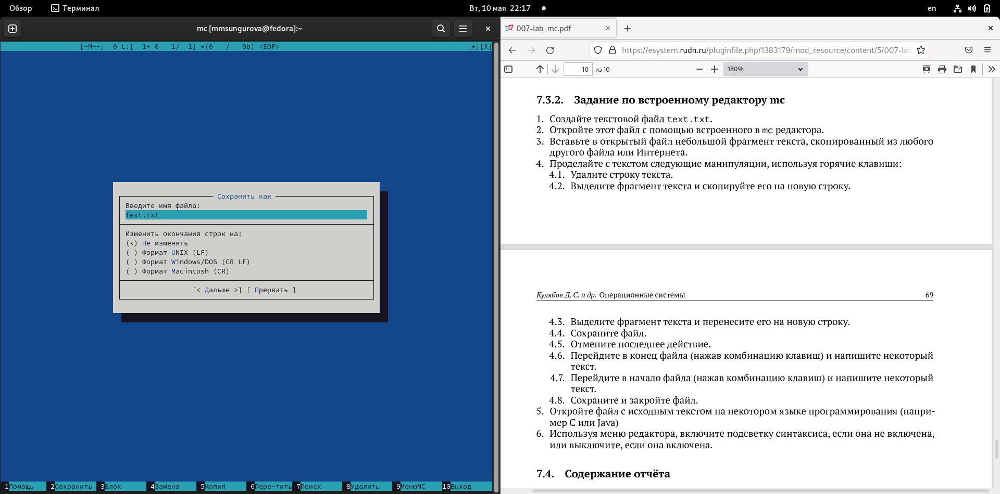 Обзор Терминал Вт, 10 мая 22:17 en
mc [mmsungurova@fedora]:~
[-M--] 0 L:[ 1+ 0 1/ 1] *(0 / 0b) <EOF> [*][X]
Сохранить как
Введите имя файла:
text.txt
Изменить окончания строк на:
(*) Не изменять
( ) Формат UNIX (LF)
( ) Формат Windows/DOS (CR LF)
( ) Формат Macintosh (CR)
[< Дальше >] [ Прервать ]
1Помощь 2Сохранить 3Блок 4Замена 5Копия 6Пере~тить 7Поиск 8Удалить 9МенюMC 10Выход
007-lab_mc.pdf
https://esystem.rudn.ru/pluginfile.php/1383179/mod_resource/content/5/007-lab
10 из 10 180%
7.3.2. Задание по встроенному редактору mc
1. Создайте текстовой файл text.txt.
2. Откройте этот файл с помощью встроенного в mc редактора.
3. Вставьте в открытый файл небольшой фрагмент текста, скопированный из любого
другого файла или Интернета.
4. Проделайте с текстом следующие манипуляции, используя горячие клавиши:
4.1. Удалите строку текста.
4.2. Выделите фрагмент текста и скопируйте его на новую строку.
Кулябов Д. С. и др. Операционные системы 69
4.3. Выделите фрагмент текста и перенесите его на новую строку.
4.4. Сохраните файл.
4.5. Отмените последнее действие.
4.6. Перейдите в конец файла (нажав комбинацию клавиш) и напишите некоторый
текст.
4.7. Перейдите в начало файла (нажав комбинацию клавиш) и напишите некоторый
текст.
4.8. Сохраните и закройте файл.
5. Откройте файл с исходным текстом на некотором языке программирования (напри-
мер C или Java)
6. Используя меню редактора, включите подсветку синтаксиса, если она не включена,
или выключите, если она включена.
7.4. Содержание отчёта